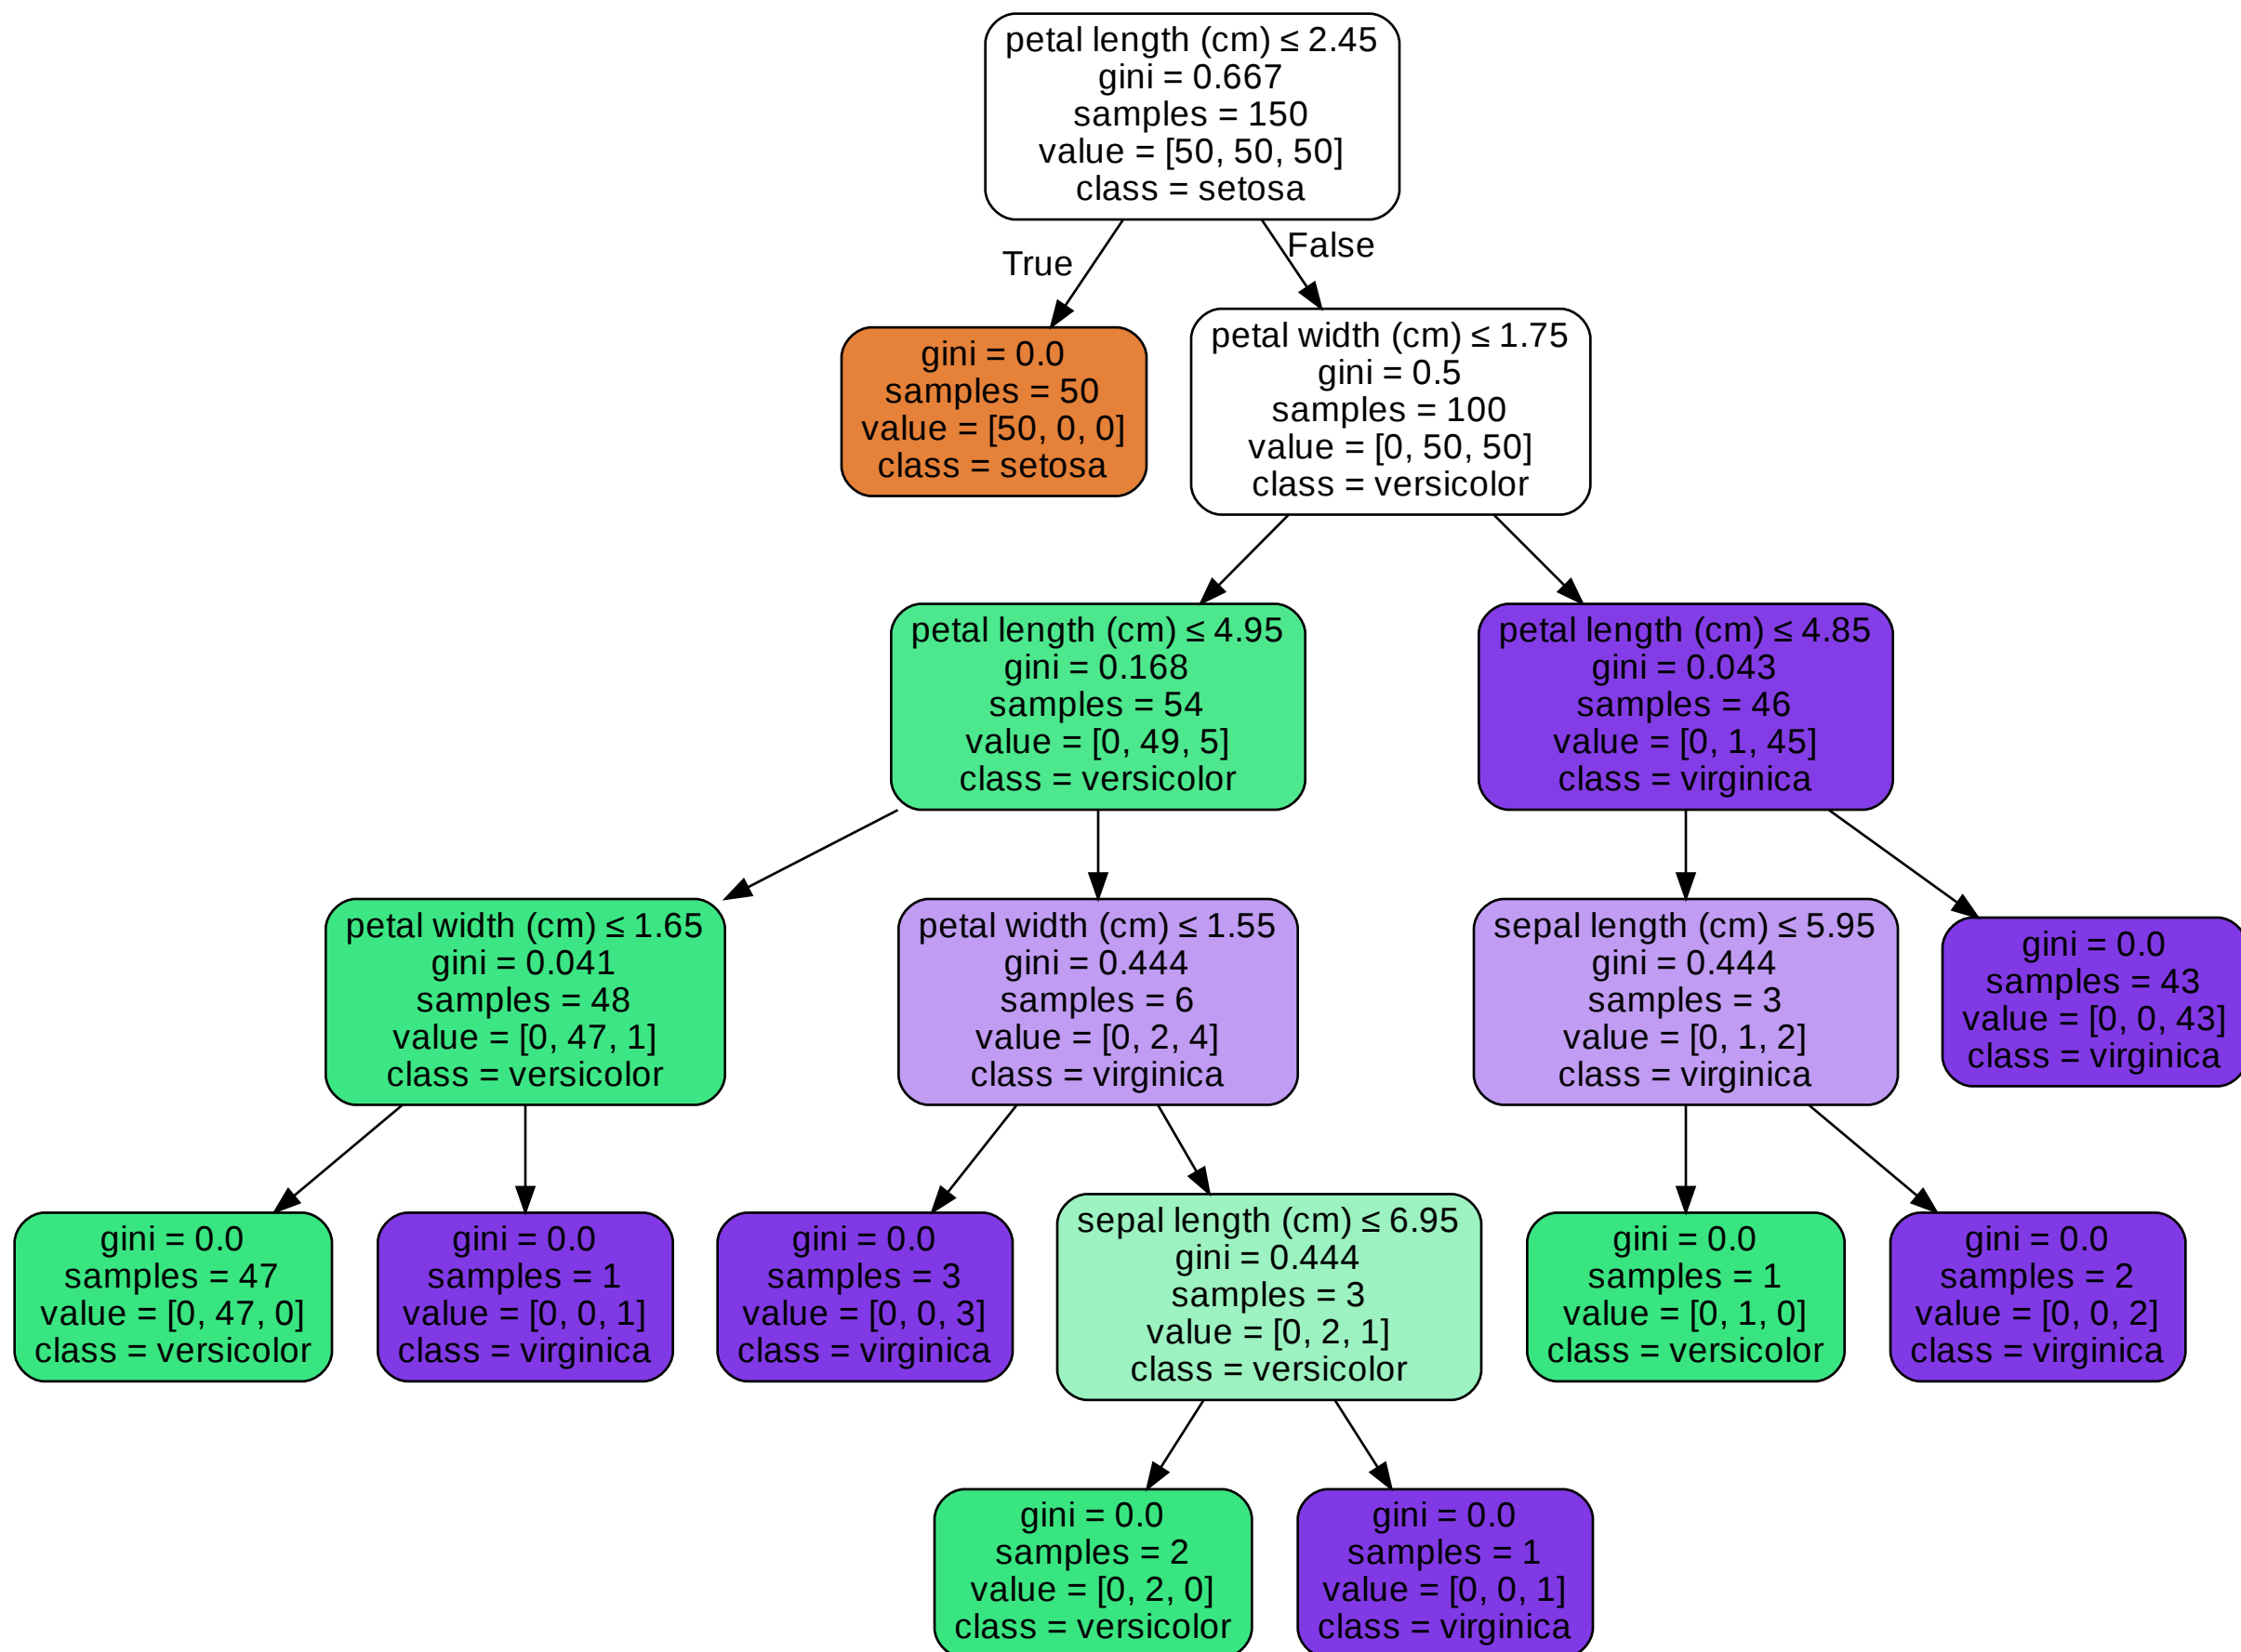 petal length (cm) ≤ 2.45
gini = 0.667
samples = 150
value = [50, 50, 50]
class = setosa
True
False
gini = 0.0
samples = 50
value = [50, 0, 0]
class = setosa
petal width (cm) ≤ 1.75
gini = 0.5
samples = 100
value = [0, 50, 50]
class = versicolor
petal length (cm) ≤ 4.95
gini = 0.168
samples = 54
value = [0, 49, 5]
class = versicolor
petal length (cm) ≤ 4.85
gini = 0.043
samples = 46
value = [0, 1, 45]
class = virginica
petal width (cm) ≤ 1.65
gini = 0.041
samples = 48
value = [0, 47, 1]
class = versicolor
petal width (cm) ≤ 1.55
gini = 0.444
samples = 6
value = [0, 2, 4]
class = virginica
sepal length (cm) ≤ 5.95
gini = 0.444
samples = 3
value = [0, 1, 2]
class = virginica
gini = 0.0
samples = 43
value = [0, 0, 43]
class = virginica
gini = 0.0
samples = 47
value = [0, 47, 0]
class = versicolor
gini = 0.0
samples = 1
value = [0, 0, 1]
class = virginica
gini = 0.0
samples = 3
value = [0, 0, 3]
class = virginica
sepal length (cm) ≤ 6.95
gini = 0.444
samples = 3
value = [0, 2, 1]
class = versicolor
gini = 0.0
samples = 1
value = [0, 1, 0]
class = versicolor
gini = 0.0
samples = 2
value = [0, 0, 2]
class = virginica
gini = 0.0
samples = 2
value = [0, 2, 0]
class = versicolor
gini = 0.0
samples = 1
value = [0, 0, 1]
class = virginica